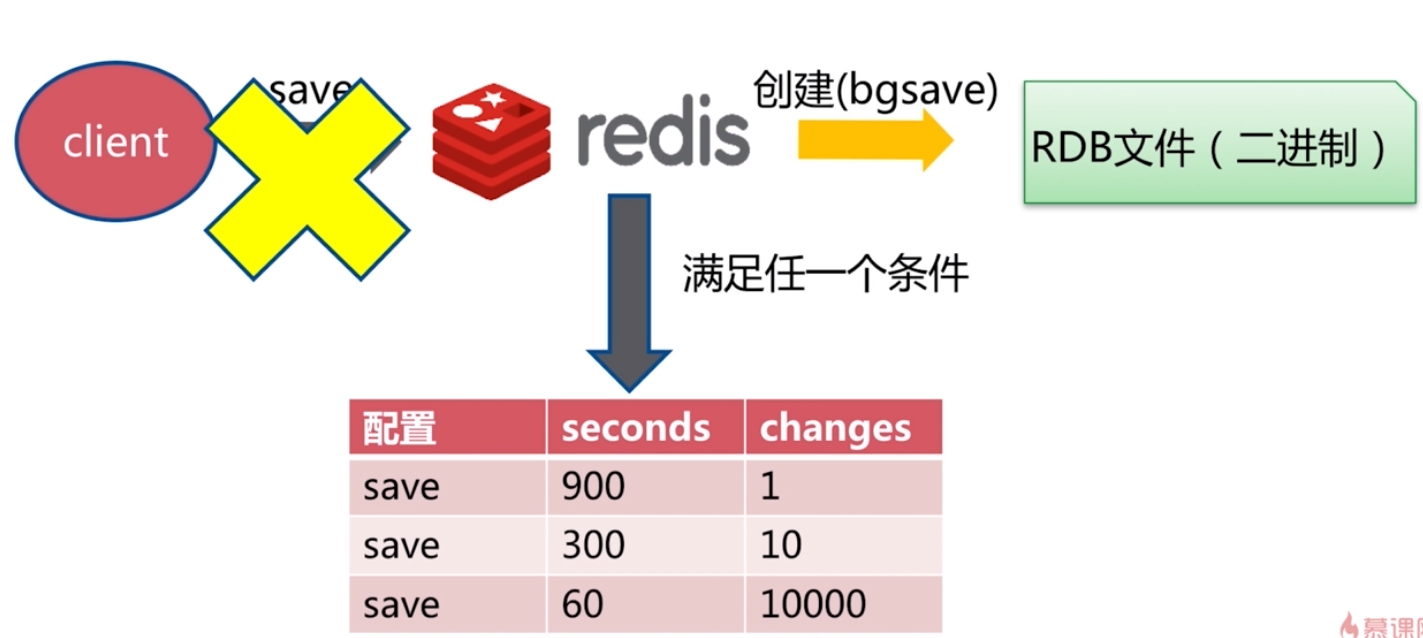 save
client
redis
创建(bgsave)
RDB文件（二进制）
满足任一个条件
配置 seconds changes
save 900 1
save 300 10
save 60 10000
慕课